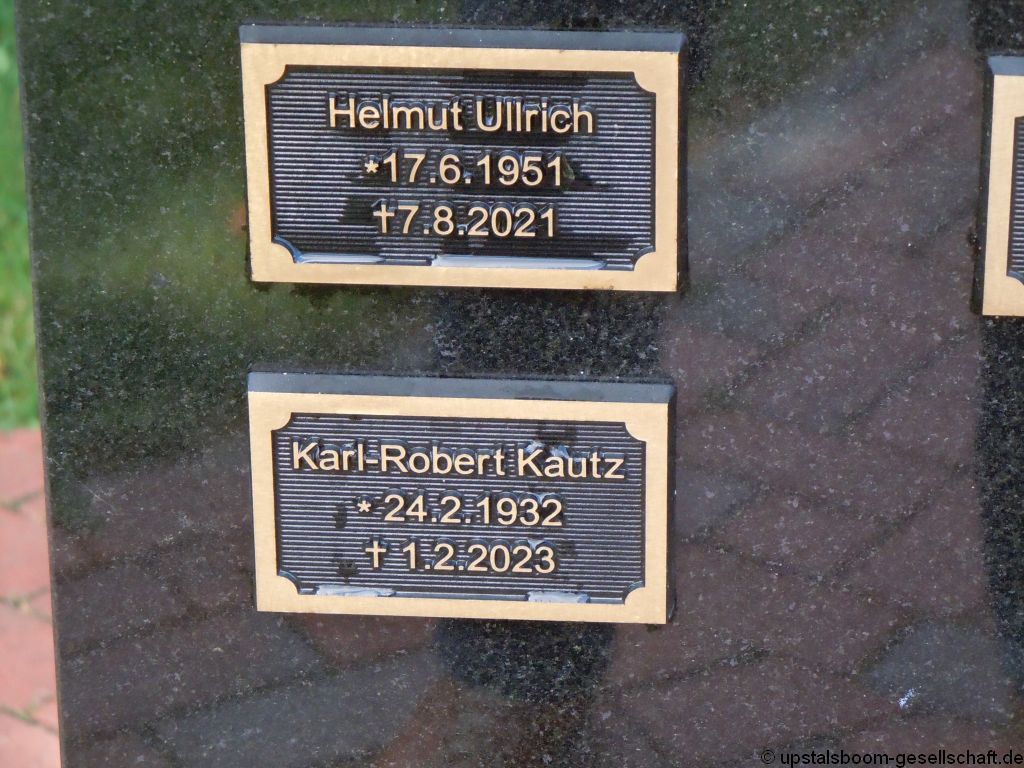 Helmut Ullrich
*17.6.1951
†7.8.2021
Karl-Robert Kautz
* 24.2.1932
† 1.2.2023
© upstalsboom-gesellschaft.de